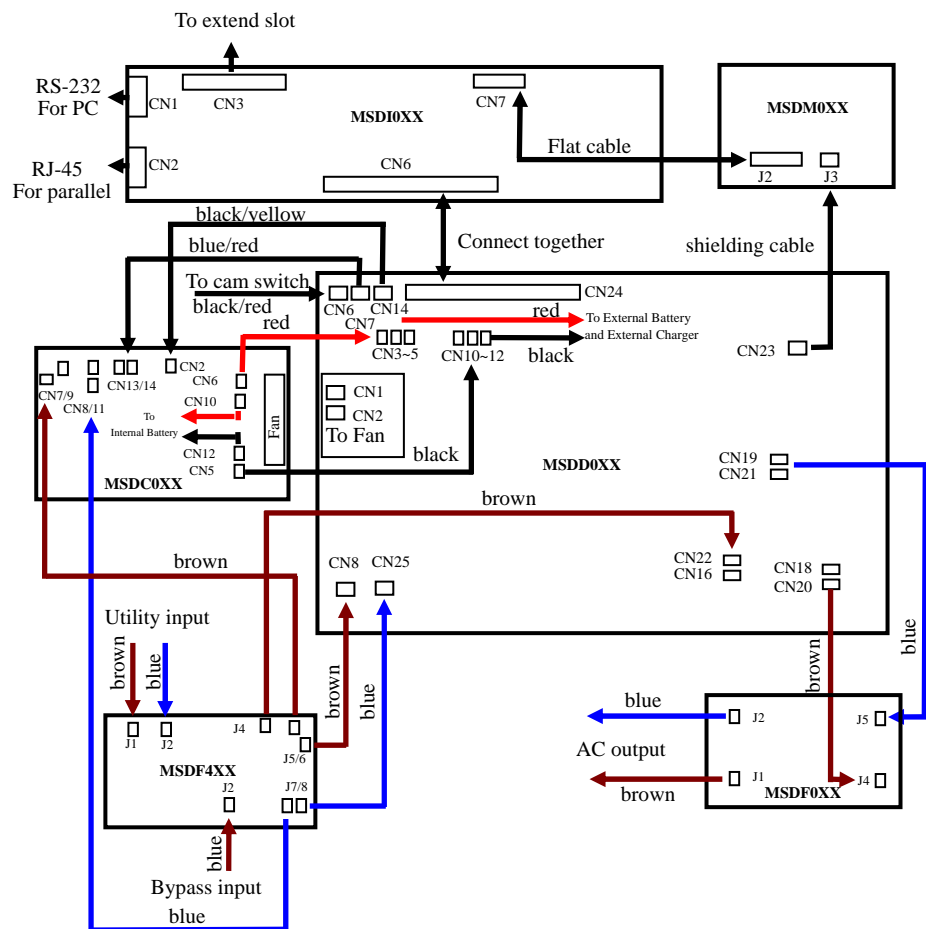 To extend slot
RS-232
For PC
CN1
CN3
CN7
MSDI0XX
MSDM0XX
RJ-45
For parallel
CN2
CN6
Flat cable
J2
J3
black/yellow
blue/red
Connect together
shielding cable
To cam switch
black/red
CN6
CN7
CN14
CN24
red
red
To External Battery
and External Charger
CN3~5
CN10~12
black
CN23
CN7/9
CN8/11
CN13/14
CN2
CN6
CN10
To
Internal Battery
CN12
CN5
Fan
MSDC0XX
CN1
CN2
To Fan
black
MSDD0XX
CN19
CN21
brown
brown
CN8
CN25
CN22
CN16
CN18
CN20
Utility input
brown
blue
brown
blue
brown
blue
J1
J2
J4
J5/6
MSDF4XX
J2
J7/8
blue
Bypass input
blue
blue
AC output
brown
J2
J5
J1
J4
MSDF0XX